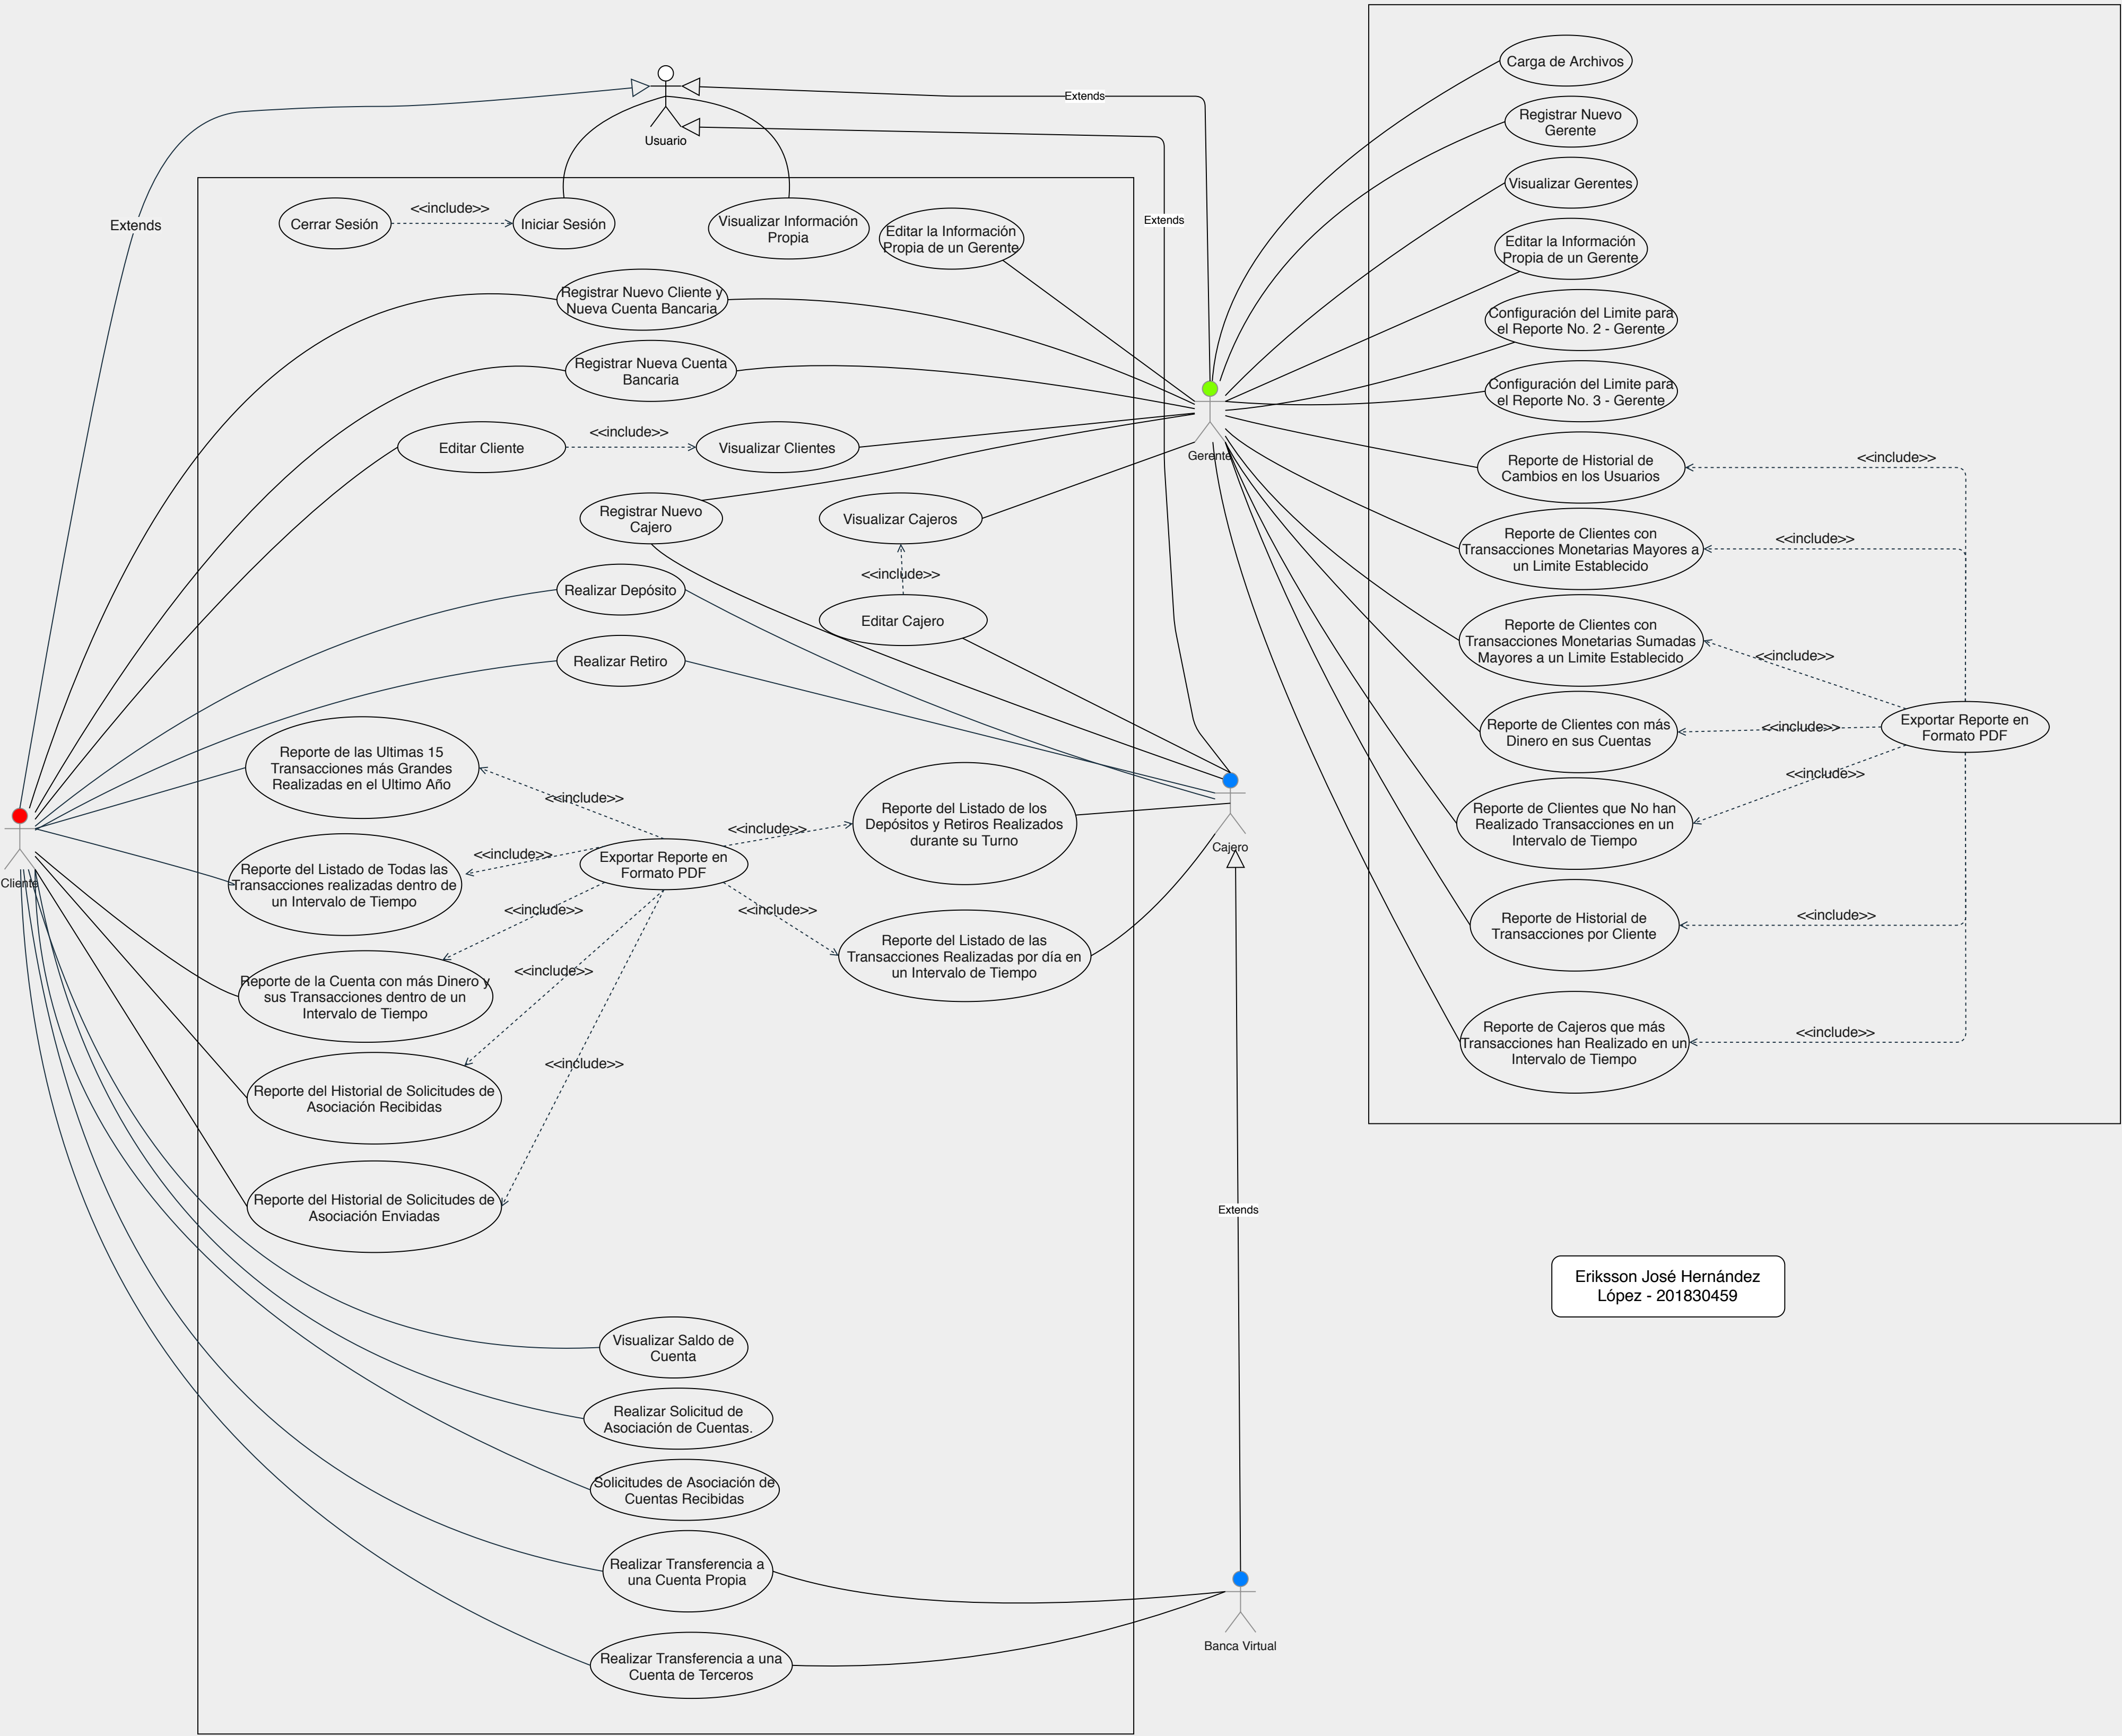 Usuario
Extends
Extends
Extends
Cerrar Sesión
<<include>>
Iniciar Sesión
Visualizar Información
Propia
Editar la Información
Propia de un Gerente
Registrar Nuevo Cliente y
Nueva Cuenta Bancaria
Registrar Nueva Cuenta
Bancaria
Editar Cliente
<<include>>
Visualizar Clientes
Registrar Nuevo
Cajero
Visualizar Cajeros
<<include>>
Editar Cajero
Realizar Depósito
Realizar Retiro
Reporte de las Ultimas 15
Transacciones más Grandes
Realizadas en el Ultimo Año
<<include>>
Reporte del Listado de Todas las
Transacciones realizadas dentro de
un Intervalo de Tiempo
<<include>>
Exportar Reporte en
Formato PDF
<<include>>
Reporte del Listado de los
Depósitos y Retiros Realizados
durante su Turno
<<include>>
<<include>>
Reporte del Listado de las
Transacciones Realizadas por día en
un Intervalo de Tiempo
Reporte de la Cuenta con más Dinero y
sus Transacciones dentro de un
Intervalo de Tiempo
<<include>>
Reporte del Historial de Solicitudes de
Asociación Recibidas
<<include>>
Reporte del Historial de Solicitudes de
Asociación Enviadas
Visualizar Saldo de
Cuenta
Realizar Solicitud de
Asociación de Cuentas.
Solicitudes de Asociación de
Cuentas Recibidas
Realizar Transferencia a
una Cuenta Propia
Realizar Transferencia a una
Cuenta de Terceros
Cliente
Gerente
Cajero
Extends
Banca Virtual
Carga de Archivos
Registrar Nuevo
Gerente
Visualizar Gerentes
Editar la Información
Propia de un Gerente
Configuración del Limite para
el Reporte No. 2 - Gerente
Configuración del Limite para
el Reporte No. 3 - Gerente
Reporte de Historial de
Cambios en los Usuarios
<<include>>
Reporte de Clientes con
Transacciones Monetarias Mayores a
un Limite Establecido
<<include>>
Reporte de Clientes con
Transacciones Monetarias Sumadas
Mayores a un Limite Establecido
<<include>>
Reporte de Clientes con más
Dinero en sus Cuentas
<<include>>
Exportar Reporte en
Formato PDF
<<include>>
Reporte de Clientes que No han
Realizado Transacciones en un
Intervalo de Tiempo
Reporte de Historial de
Transacciones por Cliente
<<include>>
Reporte de Cajeros que más
Transacciones han Realizado en un
Intervalo de Tiempo
<<include>>
Eriksson José Hernández
López - 201830459